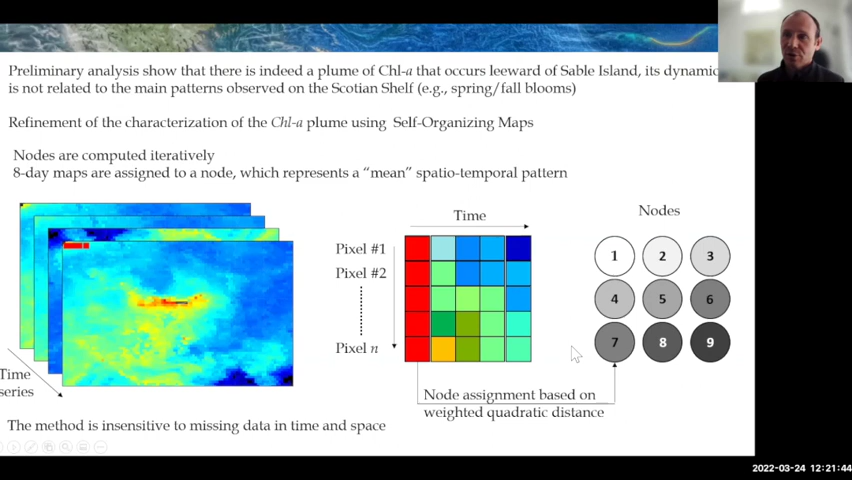 Preliminary analysis show that there is indeed a plume of Chl-a that occurs leeward of Sable Island, its dynamic
is not related to the main patterns observed on the Scotian Shelf (e.g., spring/fall blooms)
Refinement of the characterization of the Chl-a plume using Self-Organizing Maps
Nodes are computed iteratively
8-day maps are assigned to a node, which represents a “mean” spatio-temporal pattern
Time
Nodes
Pixel #1
Pixel #2
Pixel n
1 2 3
4 5 6
7 8 9
Time
series
Node assignment based on
weighted quadratic distance
The method is insensitive to missing data in time and space
2022-03-24 12:21:44